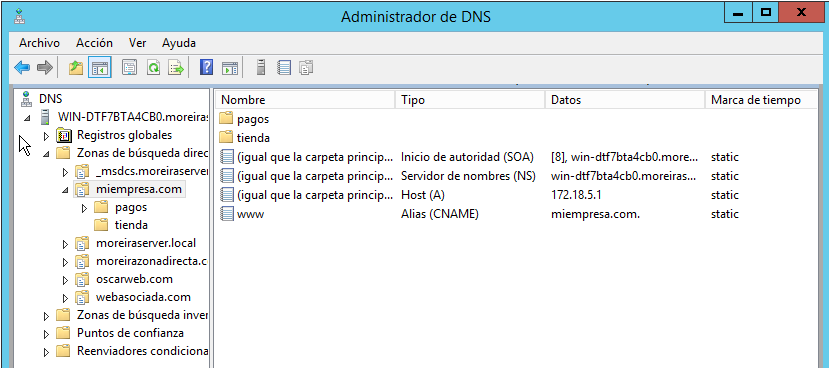 Administrador de DNS
Archivo Acción Ver Ayuda
DNS
WIN-DTF7BTA4CB0.moreiras
Registros globales
Zonas de búsqueda direc
_msdcs.moreiraserver
miempresa.com
pagos
tienda
moreiraserver.local
moreirazonadirecta.c
oscarweb.com
webasociada.com
Zonas de búsqueda inver
Puntos de confianza
Reenviadores condiciona
Nombre Tipo Datos Marca de tiempo
pagos
tienda
(igual que la carpeta princip... Inicio de autoridad (SOA) [8], win-dtf7bta4cb0.more... static
(igual que la carpeta princip... Servidor de nombres (NS) win-dtf7bta4cb0.moreiras... static
(igual que la carpeta princip... Host (A) 172.18.5.1 static
www Alias (CNAME) miempresa.com. static